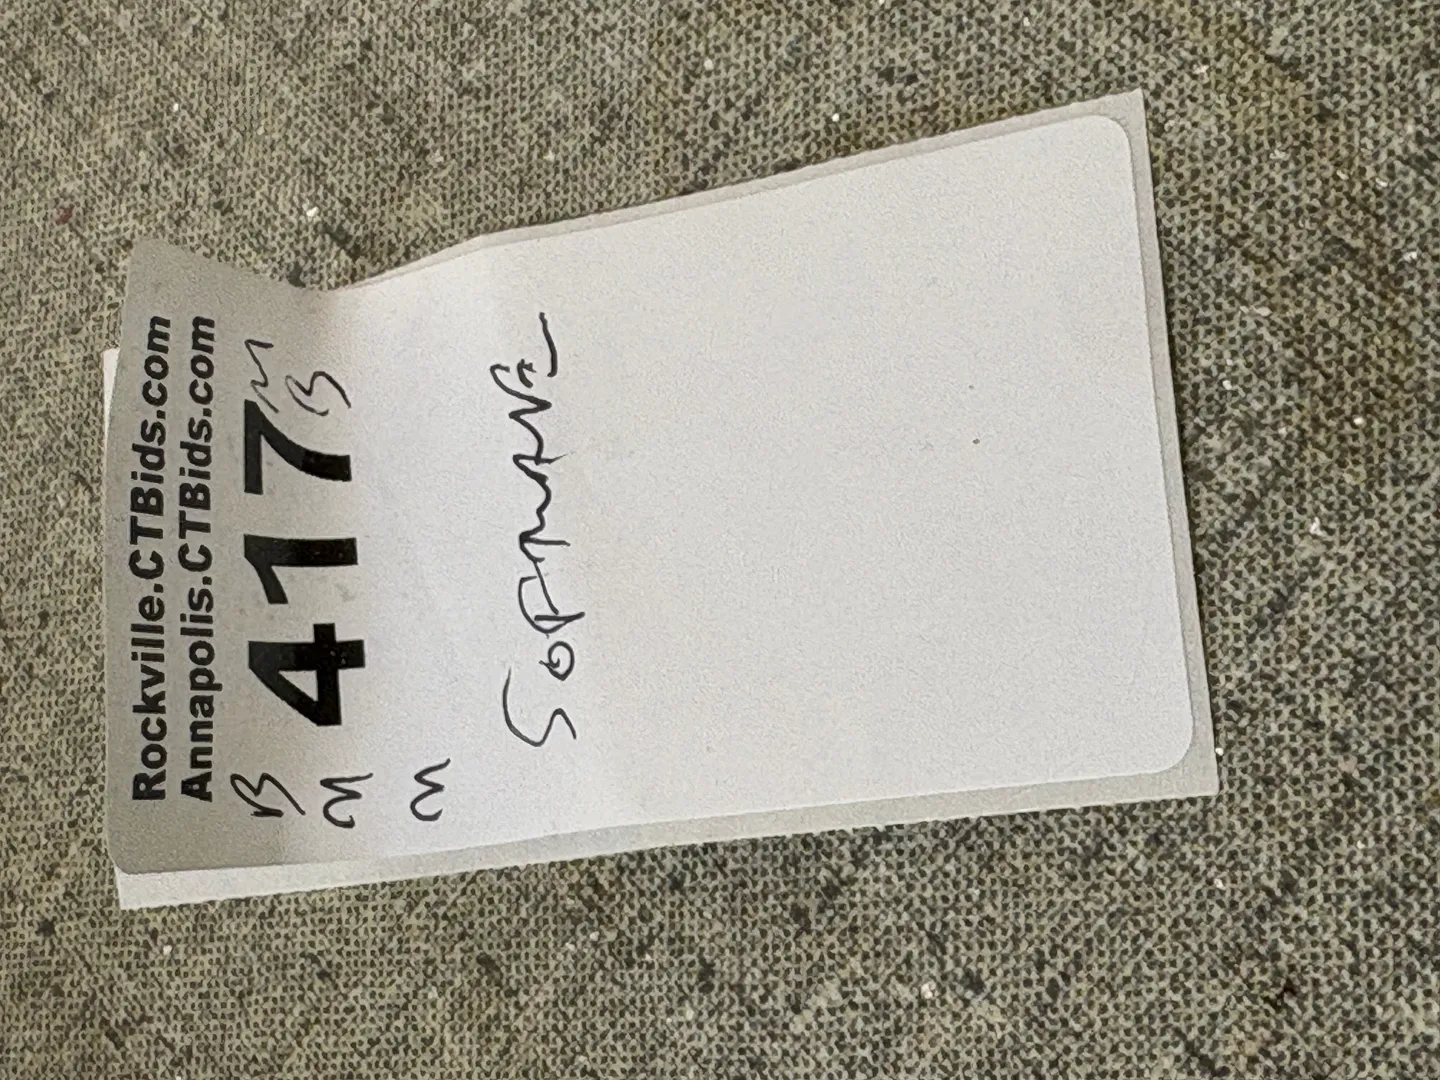 Rockville.CTBids.com
Annapolis.CTBids.com
B 417 M
M B
M